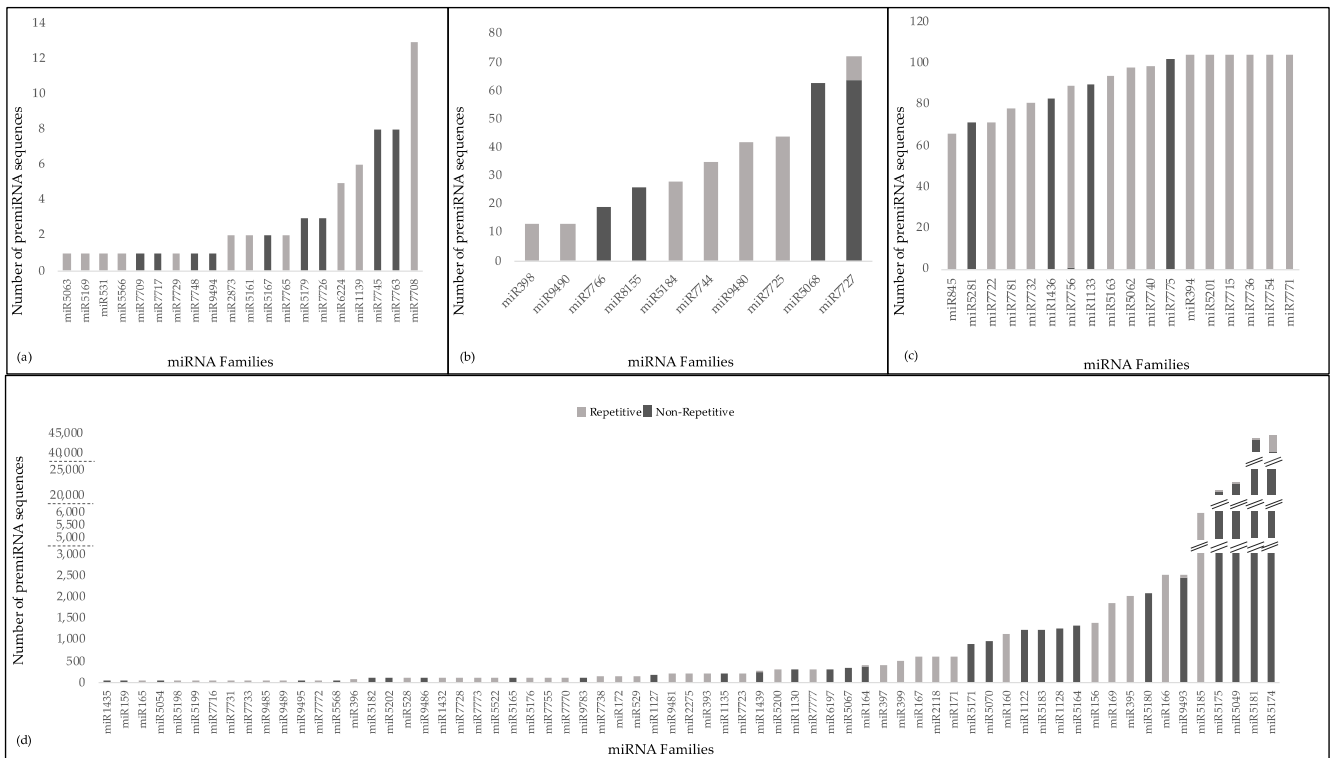 14
12
10
8
6
4
2
0
Number of premiRNA sequences
miR5063
miR5169
miR531
miR5566
miR7709
miR7717
miR7729
miR7748
miR9494
miR2873
miR5161
miR5167
miR7765
miR5179
miR7726
miR6224
miR1139
miR7745
miR7763
miR7708
(a)
miRNA Families
80
70
60
50
40
30
20
10
0
Number of premiRNA sequences
miR398
miR9490
miR7766
miR8155
miR5184
miR7744
miR9480
miR7725
miR5068
miR7727
(b)
miRNA Families
120
100
80
60
40
20
0
Number of premiRNA sequences
miR845
miR5281
miR7722
miR7781
miR7732
miR1436
miR7756
miR1133
miR5163
miR5062
miR7740
miR7775
miR394
miR5201
miR7715
miR7736
miR7754
miR7771
(c)
miRNA Families
Repetitive Non-Repetitive
45,000
40,000
25,000
20,000
6,000
5,500
5,000
3,000
2,500
2,000
1,500
1,000
500
0
Number of premiRNA sequences
miR1435
miR159
miR165
miR5054
miR5198
miR5199
miR7716
miR7731
miR7733
miR9485
miR9489
miR9495
miR7772
miR5568
miR396
miR5182
miR5202
miR528
miR9486
miR1432
miR7728
miR7773
miR5522
miR5165
miR5176
miR7755
miR7770
miR9783
miR7738
miR172
miR529
miR1127
miR9481
miR2275
miR393
miR1135
miR7723
miR1439
miR5200
miR1130
miR7777
miR6197
miR5067
miR164
miR397
miR399
miR167
miR2118
miR171
miR5171
miR5070
miR160
miR1122
miR5183
miR1128
miR5164
miR156
miR169
miR395
miR5180
miR166
miR9493
miR5185
miR5175
miR5049
miR5181
miR5174
(d)
miRNA Families